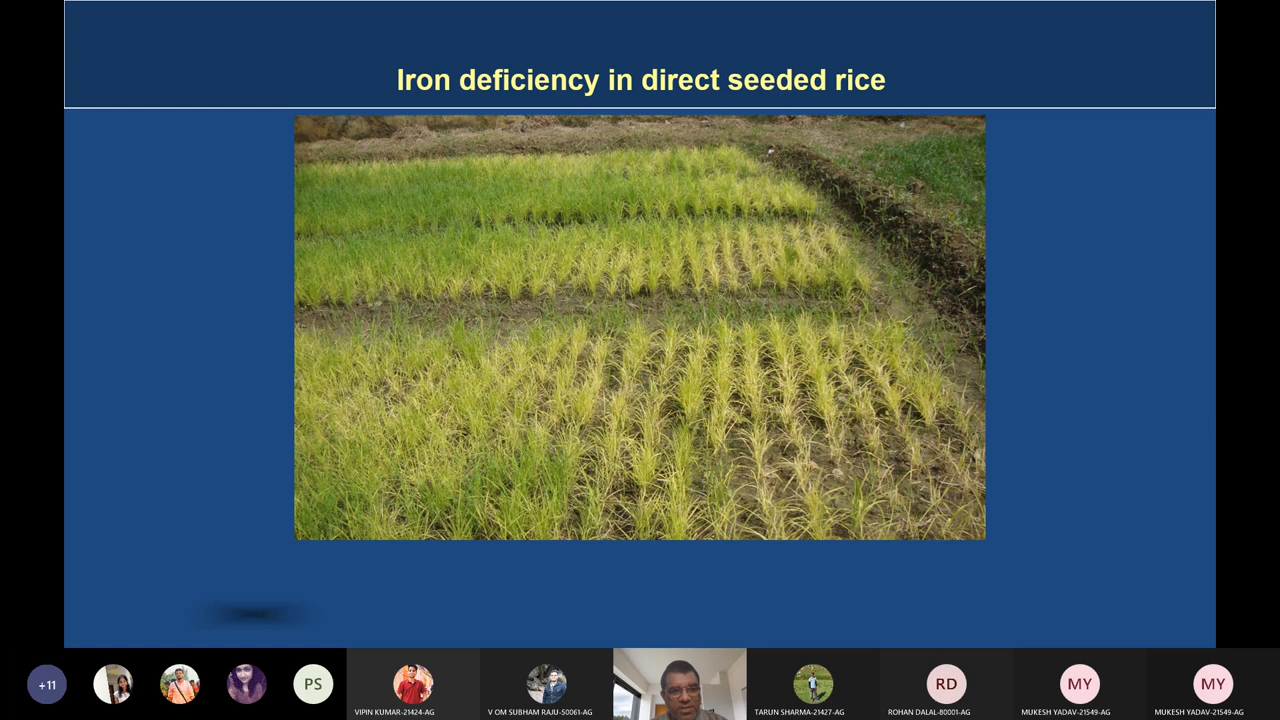 Iron deficiency in direct seeded rice
+11
PS
VIPIN KUMAR-21424-AG
V OM SUBHAM RAJU-50061-AG
TARUN SHARMA-21427-AG
RD
ROHAN DALAL-80001-AG
MY
MUKESH YADAV-21549-AG
MY
MUKESH YADAV-21549-AG